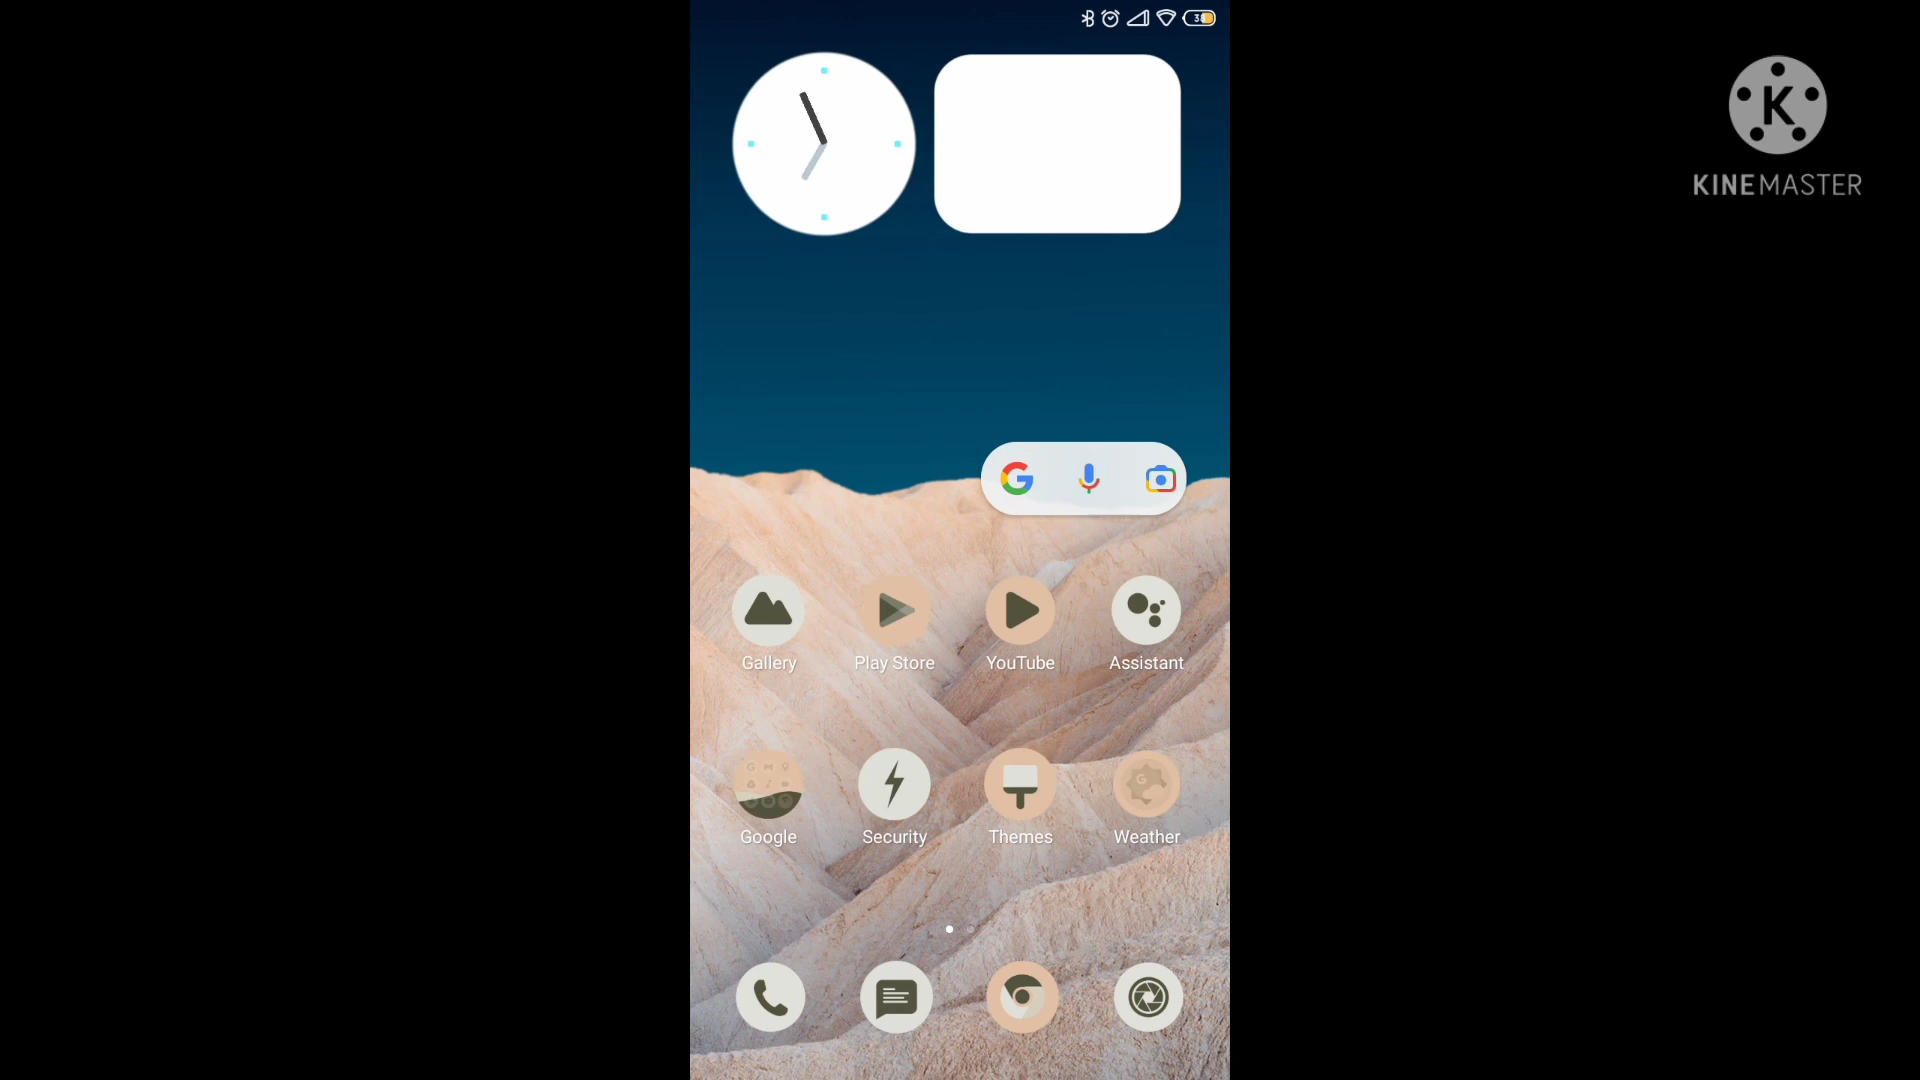 KINEMASTER
Gallery
Play Store
YouTube
Assistant
Google
Security
Themes
Weather